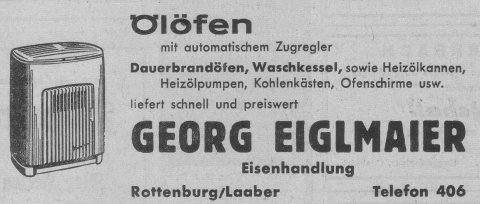 Ölöfen
mit automatischem Zugregler
Dauerbrandöfen, Waschkessel, sowie Heizölkannen,
Heizölpumpen, Kohlenkästen, Ofenschirme usw.
liefert schnell und preiswert
GEORG EIGLMAIER
Eisenhandlung
Rottenburg/Laaber Telefon 406